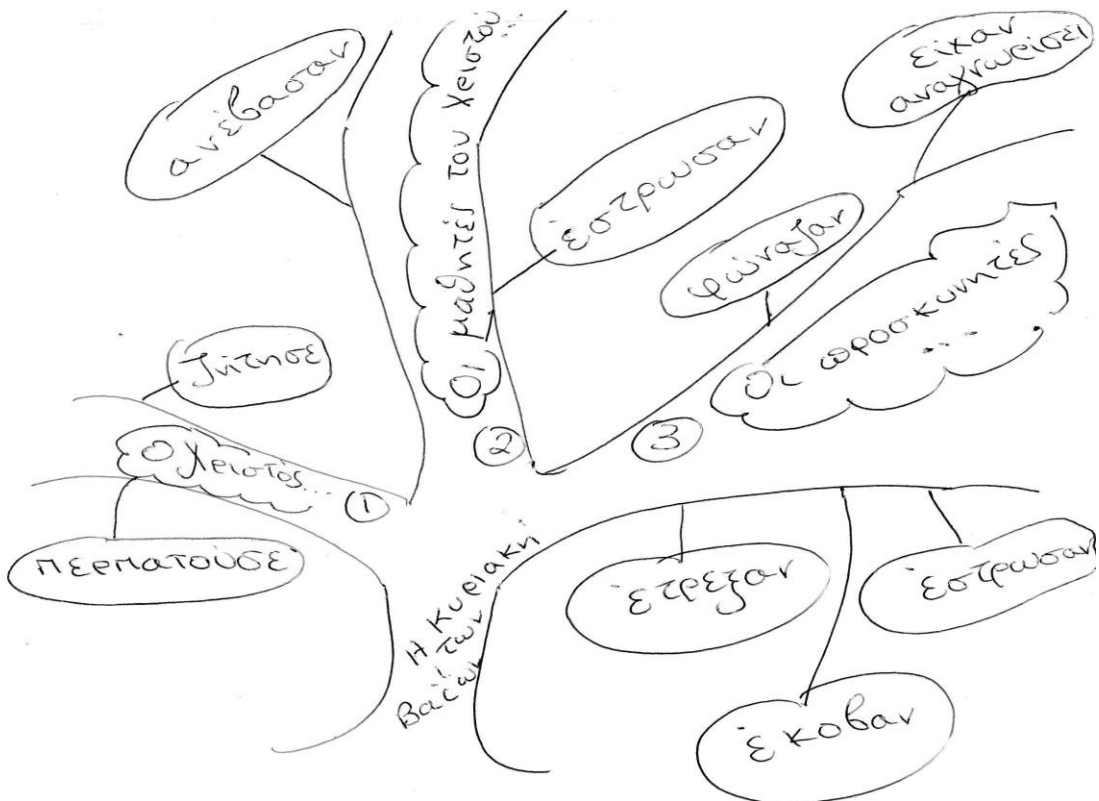 ανέβασαν
Οι μαθητές του Χριστού...
έστρωσαν
είχαν
αναγνωρίσει
φώναζαν
Οι προσκυνητές
...
ζήτησε
Ο Χριστός...
①
②
③
περπατούσε
Η Κυριακή
των
Βαΐων
έτρεξαν
έστρωσαν
έκοβαν